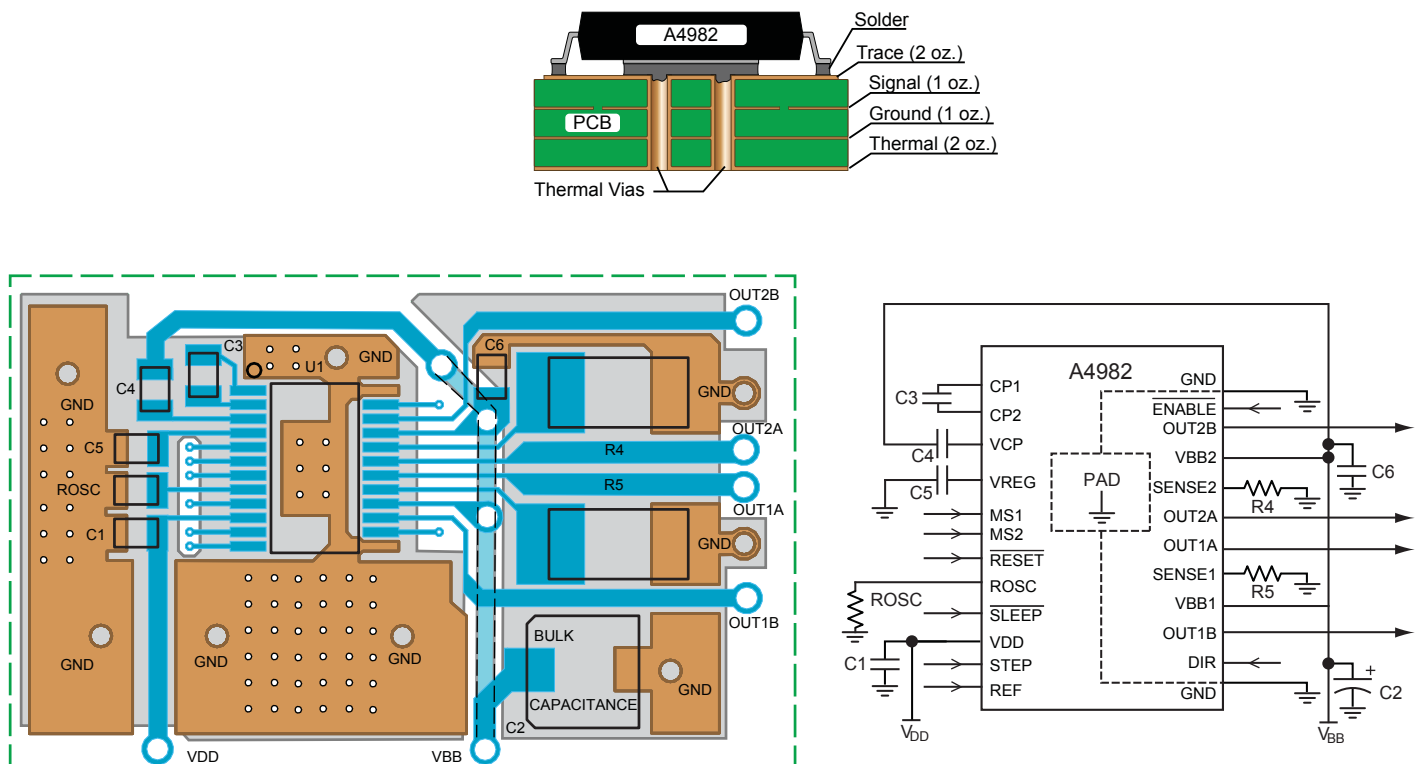 A4982
Solder
Trace (2 oz.)
Signal (1 oz.)
Ground (1 oz.)
Thermal (2 oz.)
PCB
Thermal Vias
OUT2B
C3
U1
GND
C6
C4
GND
GND
OUT2A
C5
R4
ROSC
R5
OUT1A
C1
GND
OUT1B
BULK
GND
GND
GND
GND
CAPACITANCE
C2
VDD
VBB
A4982
CP1
CP2
VCP
VREG
MS1
MS2
RESET
ROSC
SLEEP
VDD
STEP
REF
PAD
GND
ENABLE
OUT2B
VBB2
SENSE2
OUT2A
OUT1A
SENSE1
VBB1
OUT1B
DIR
GND
C3
C4
C5
ROSC
C1
VDD
C6
R4
R5
+
C2
VBB